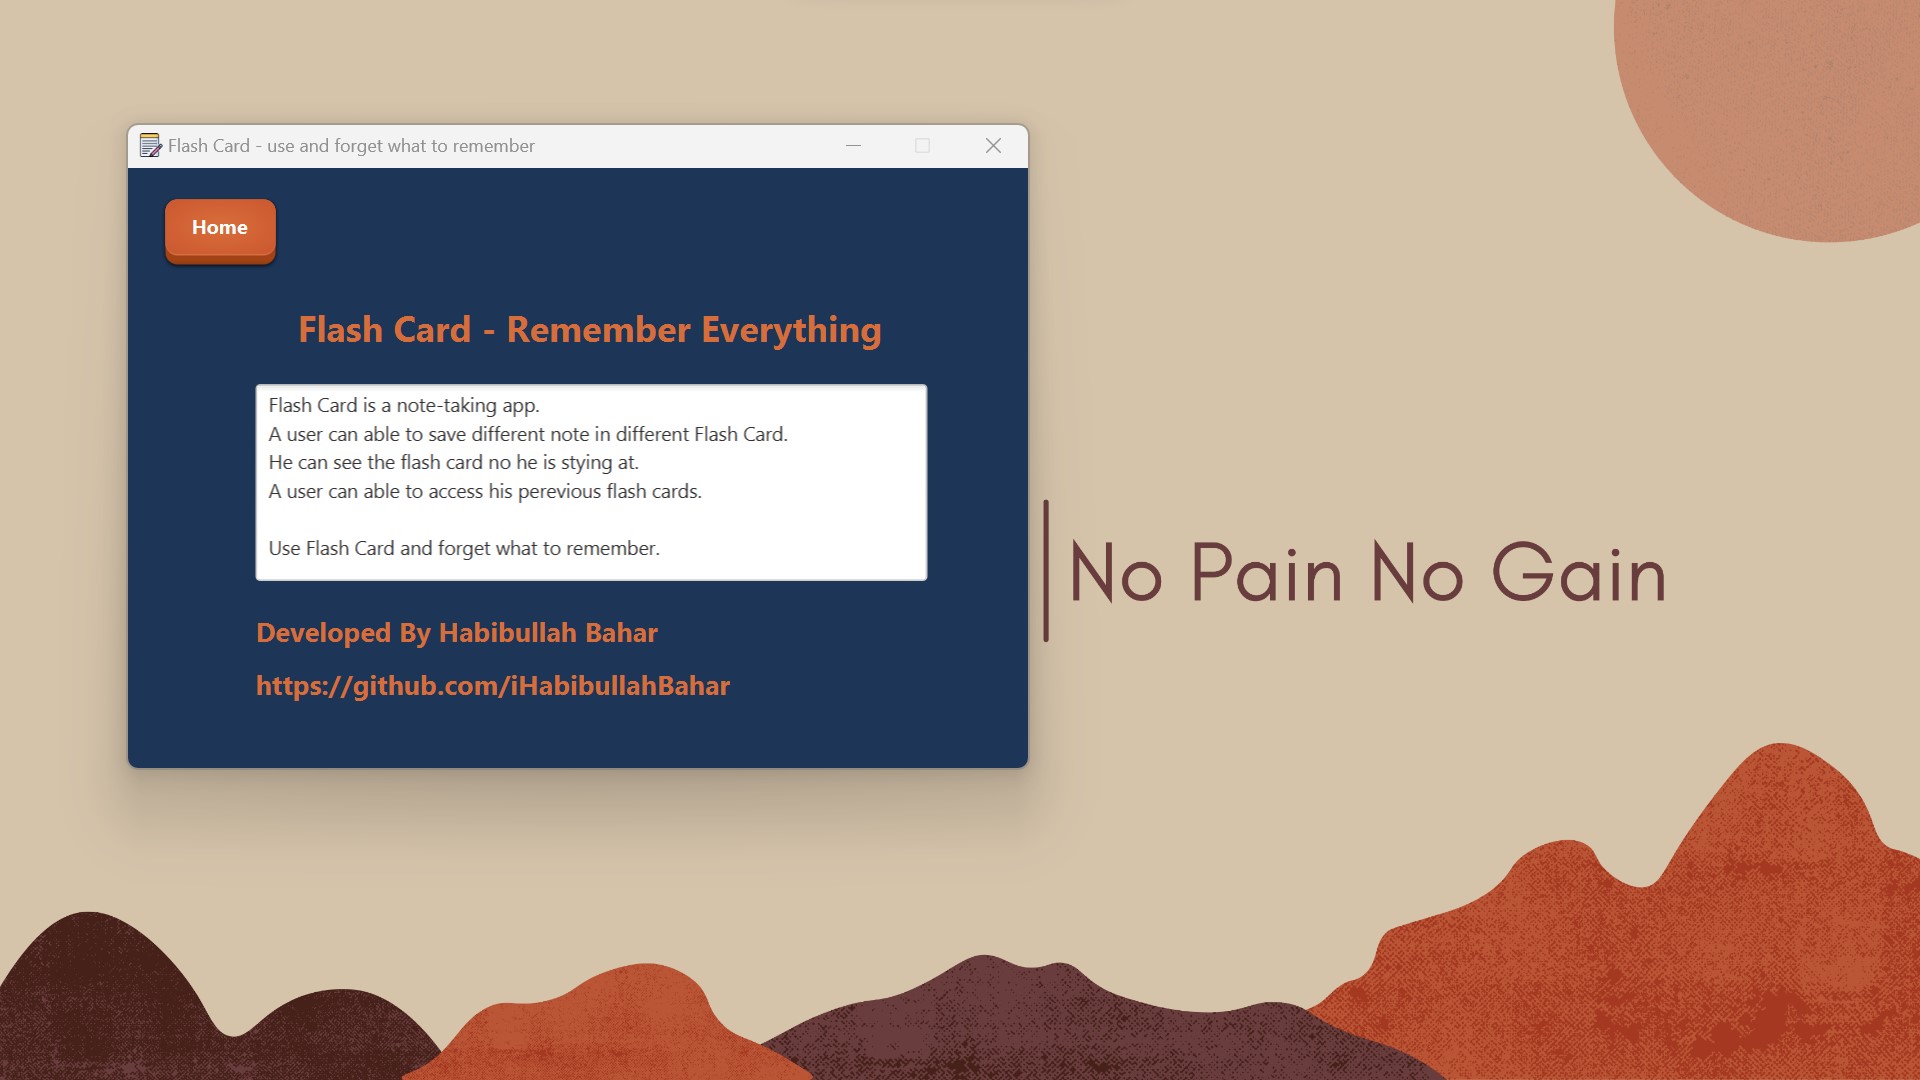 Flash Card - use and forget what to remember
Home
Flash Card - Remember Everything
Flash Card is a note-taking app.
A user can able to save different note in different Flash Card.
He can see the flash card no he is stying at.
A user can able to access his perevious flash cards.
Use Flash Card and forget what to remember.
Developed By Habibullah Bahar
https://github.com/iHabibullahBahar
No Pain No Gain